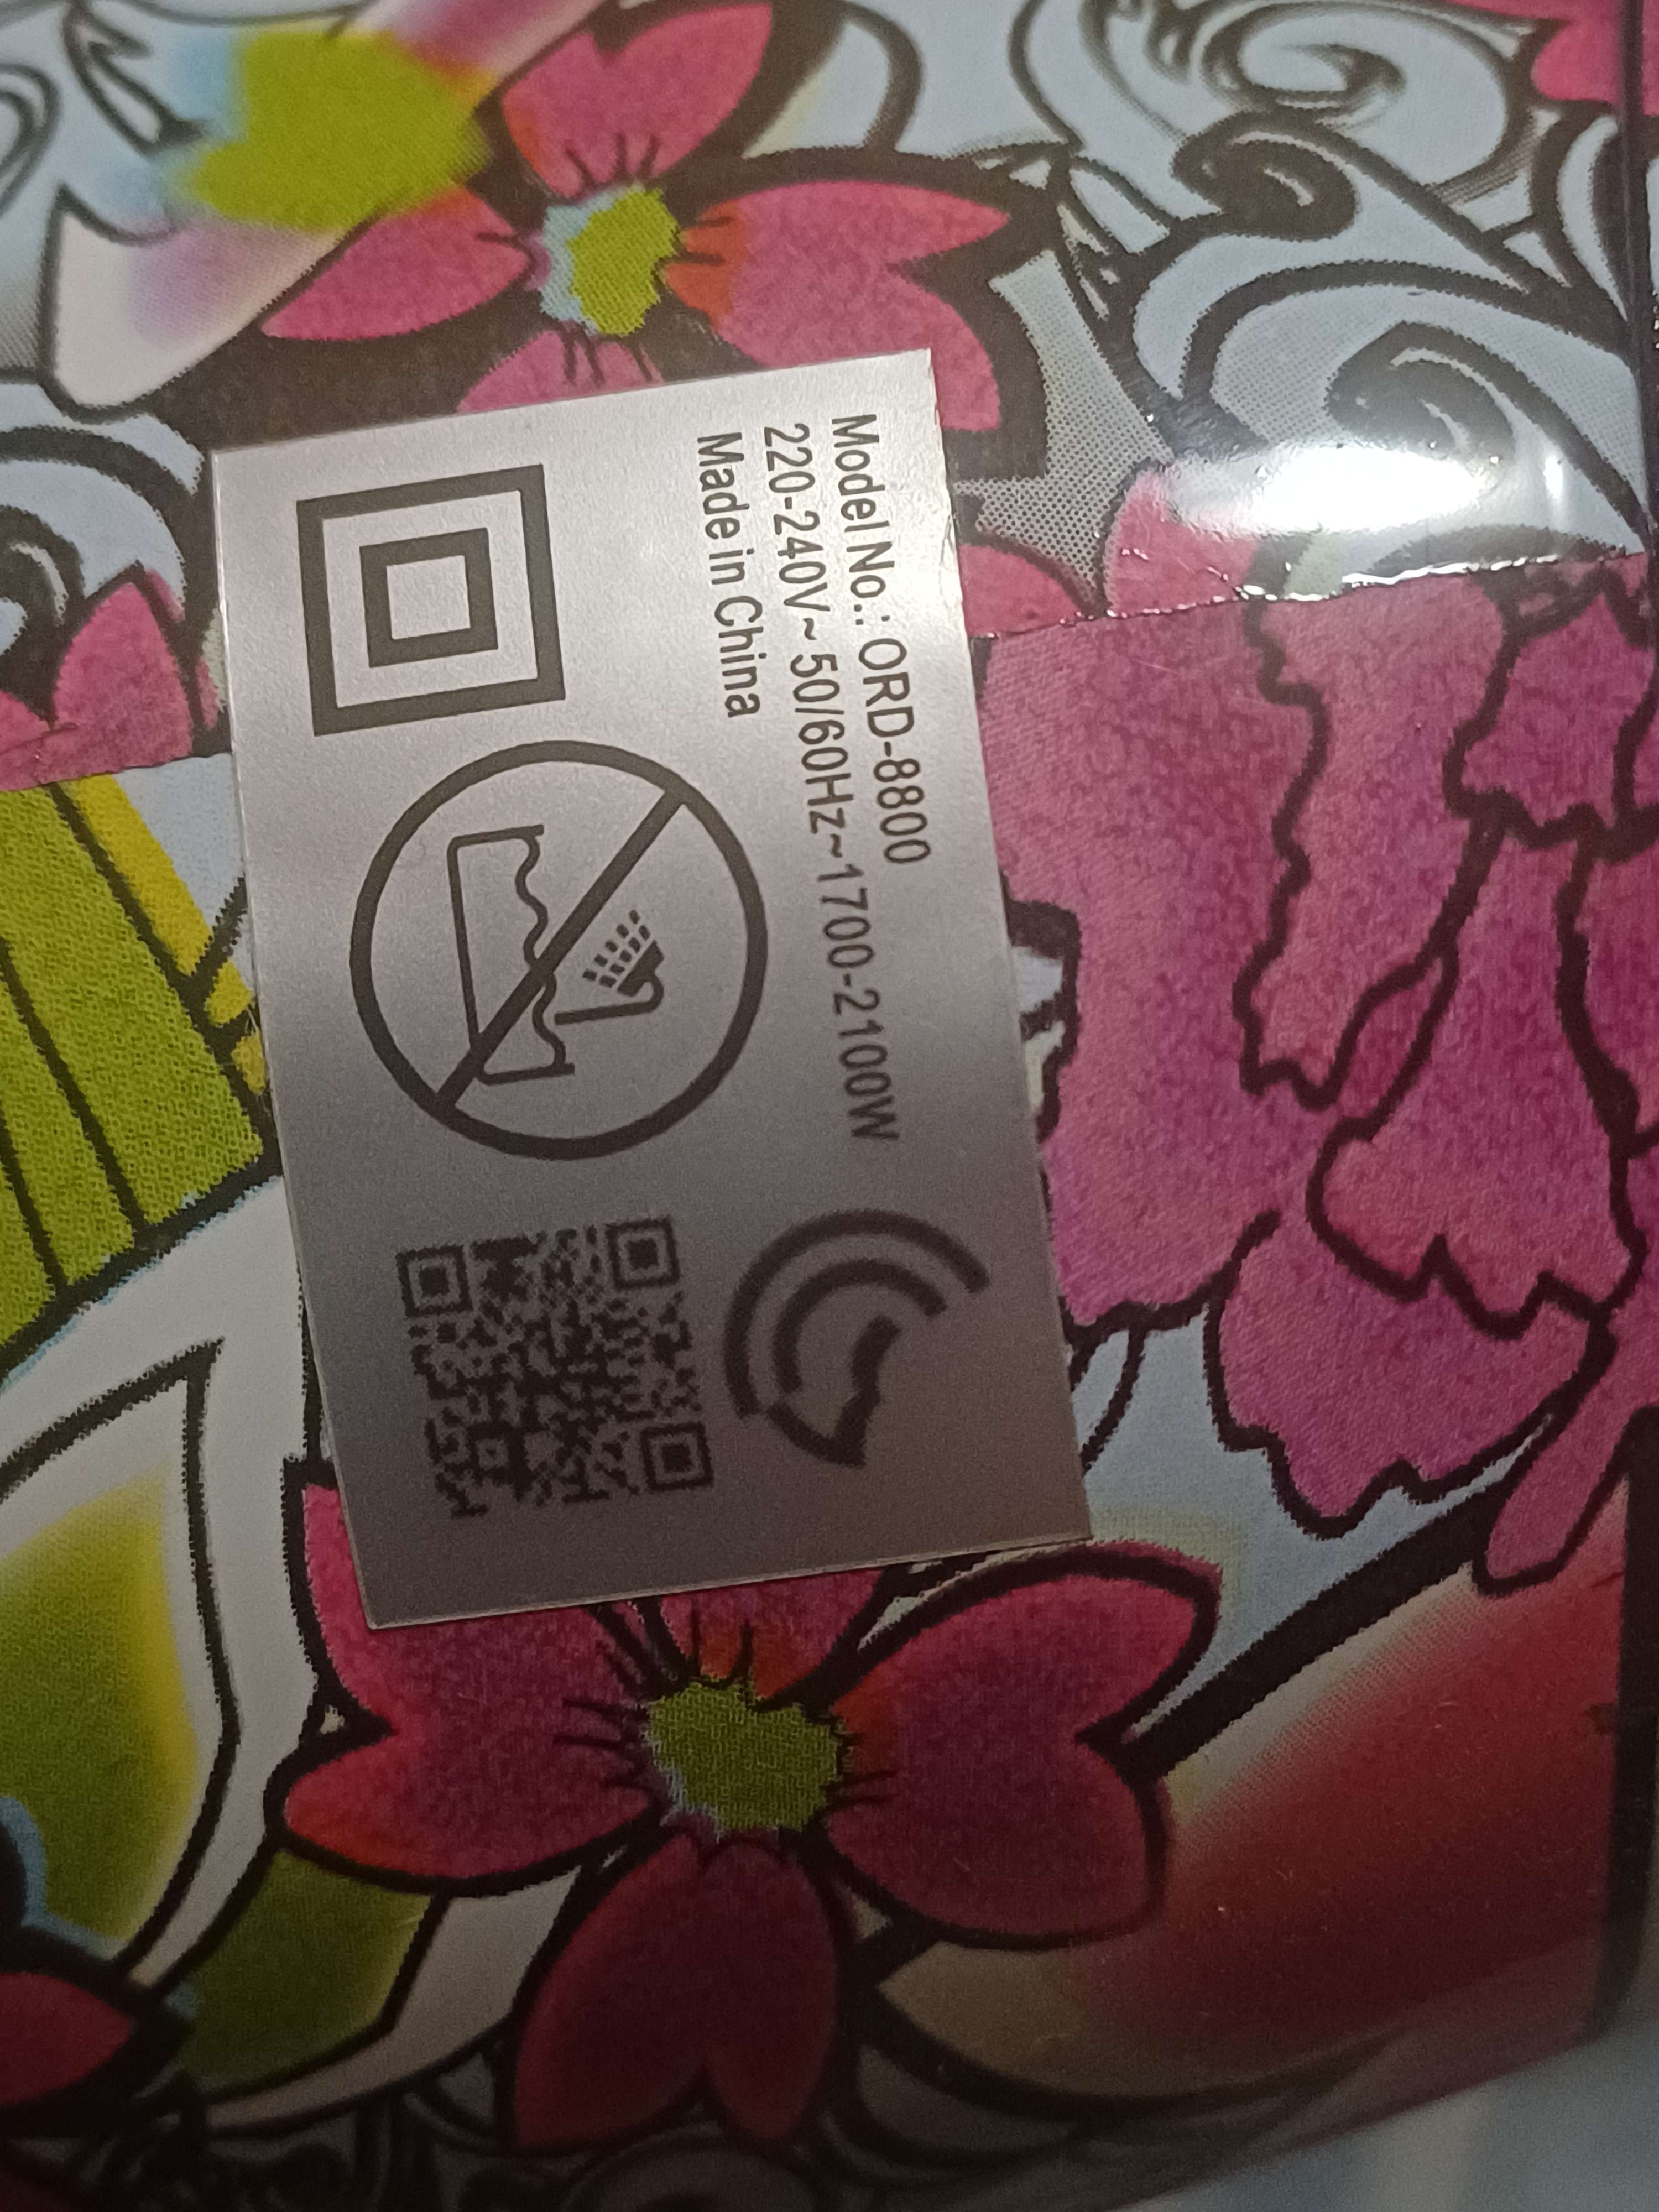 Model No.: ORD-8800
220-240V~50/60Hz~1700-2100W
Made in China